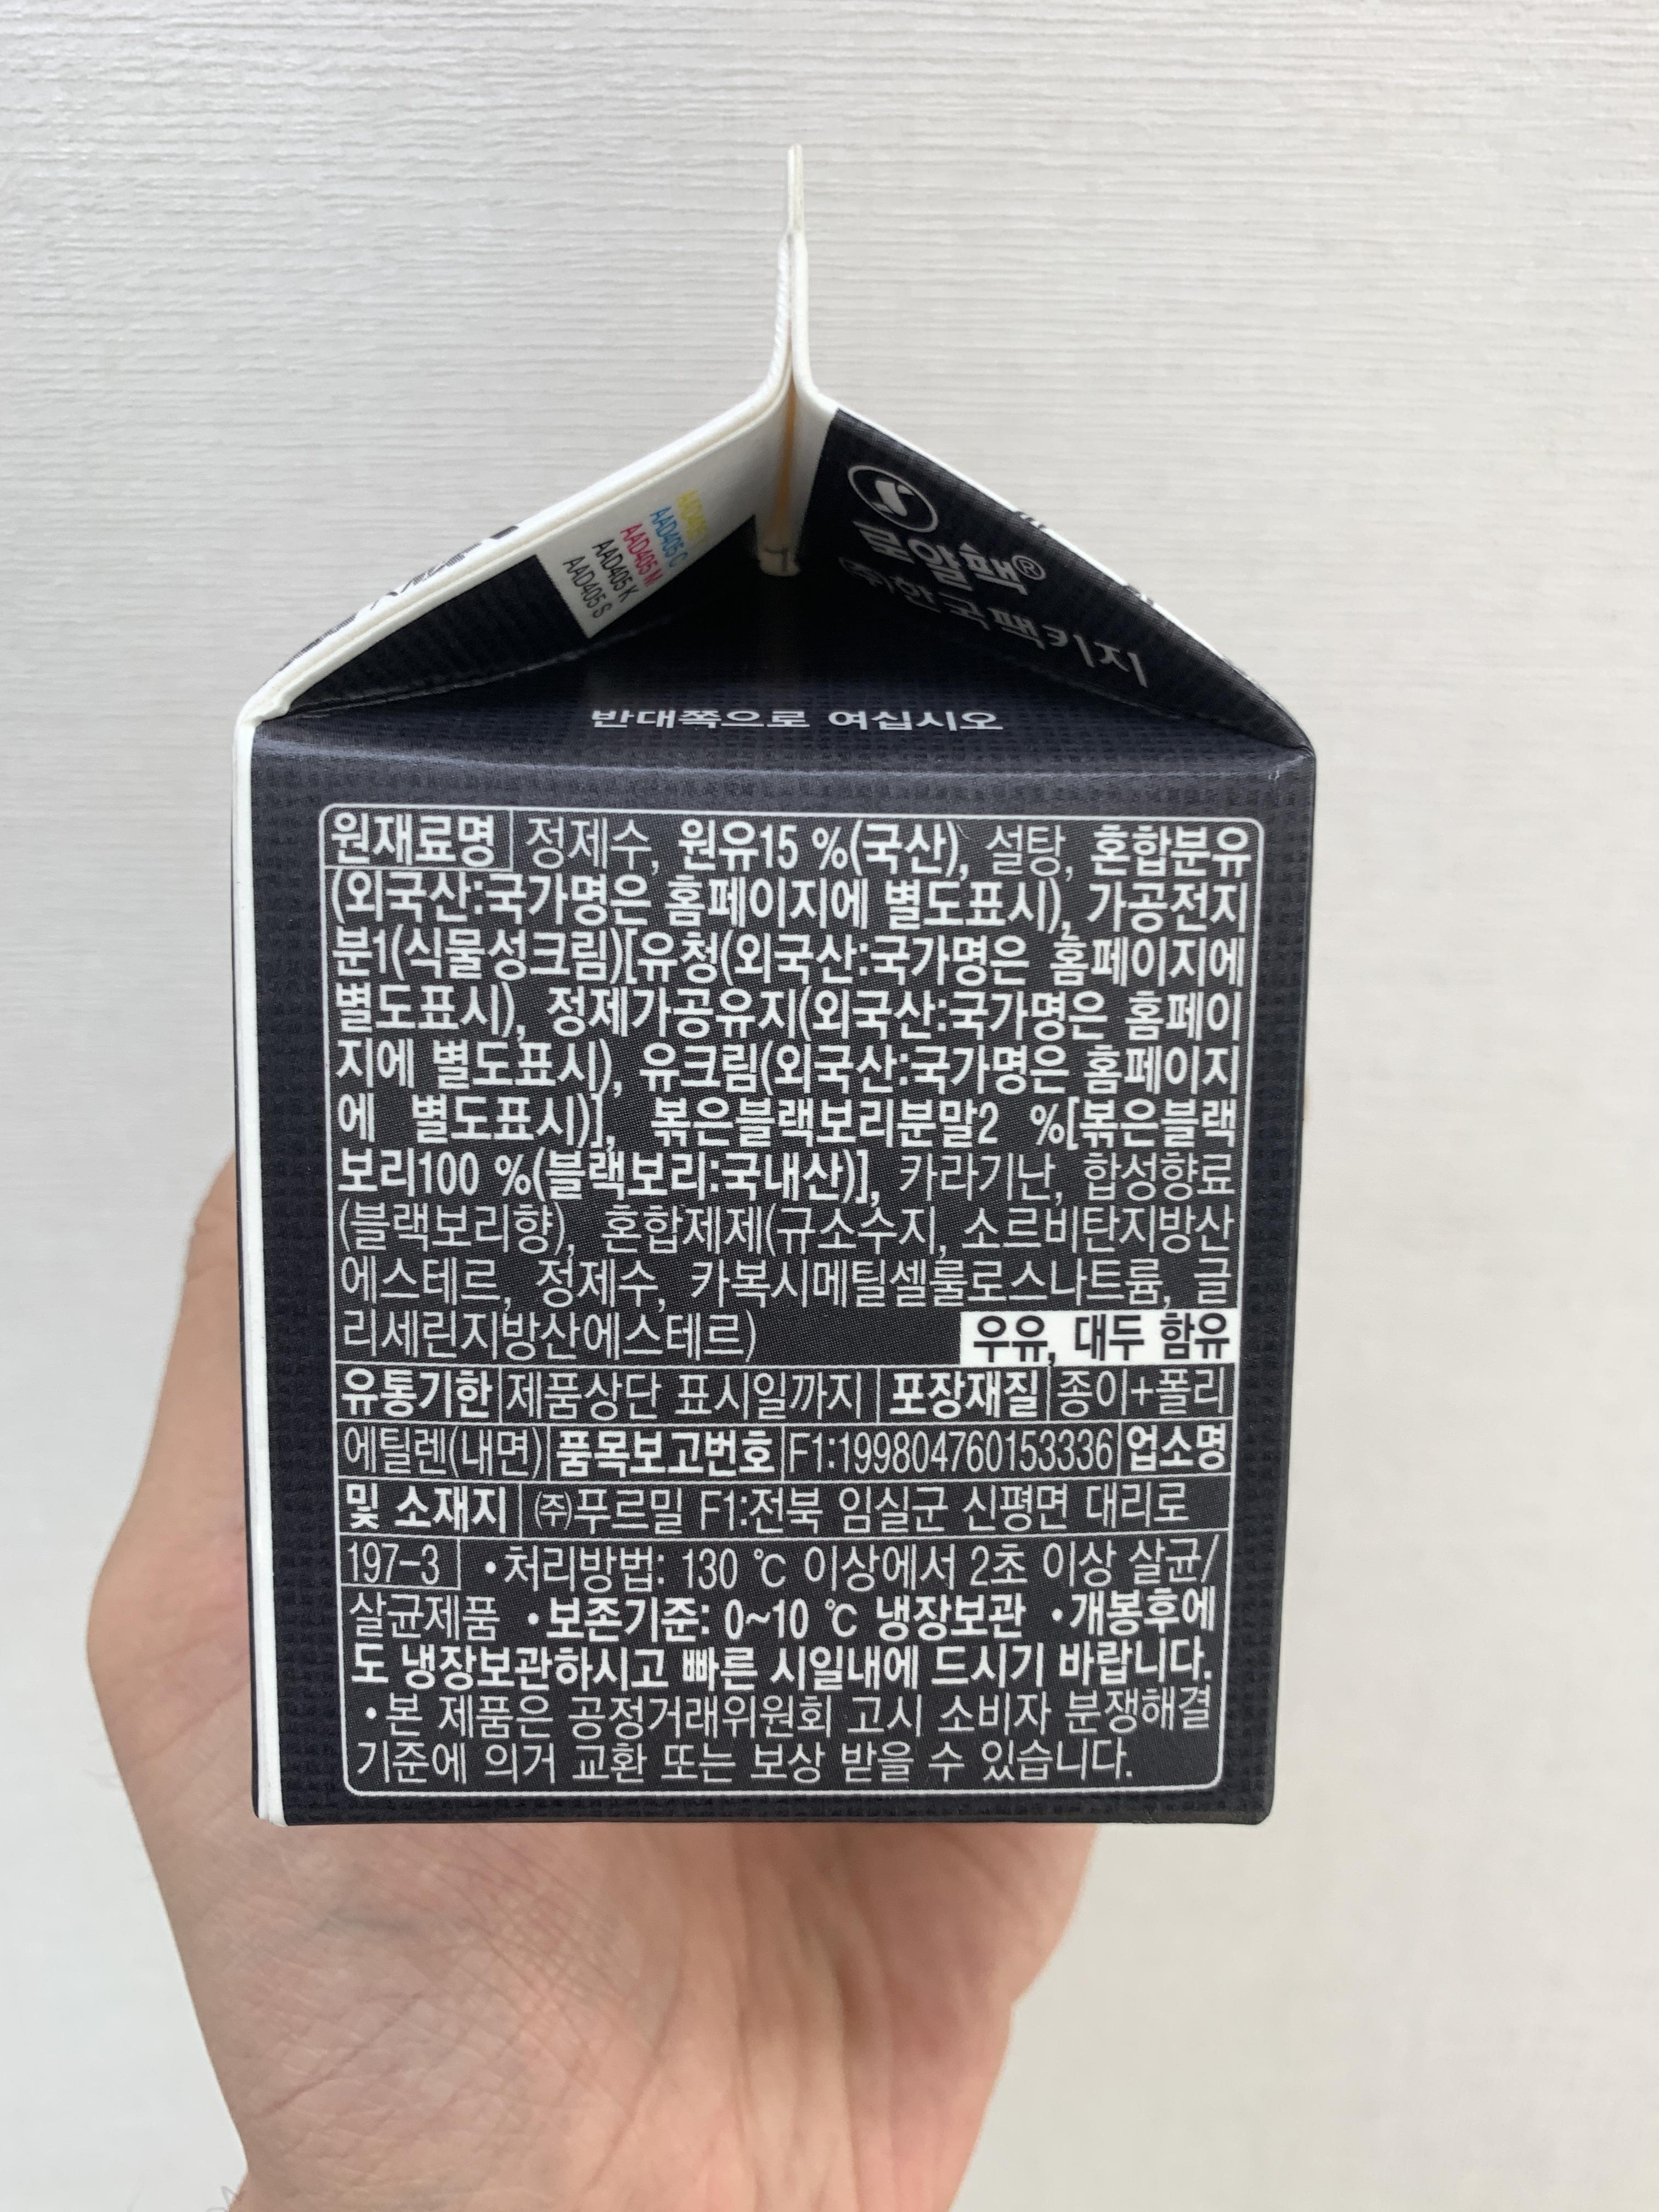 AAD405 Y
AAD405 C
AAD405 M
AAD405 K
AAD405 S
로얄팩®
㈜한국팩키지
반대쪽으로 여십시오
원재료명 정제수, 원유15 %(국산), 설탕, 혼합분유
(외국산:국가명은 홈페이지에 별도표시), 가공전지
분1(식물성크림)[유청(외국산:국가명은 홈페이지에
별도표시), 정제가공유지(외국산:국가명은 홈페이
지에 별도표시), 유크림(외국산:국가명은 홈페이지
에 별도표시)], 볶은블랙보리분말2 %[볶은블랙
보리100 %(블랙보리:국내산)], 카라기난, 합성향료
(블랙보리향), 혼합제제(규소수지, 소르비탄지방산
에스테르, 정제수, 카복시메틸셀룰로스나트륨, 글
리세린지방산에스테르) 우유, 대두 함유
유통기한 제품상단 표시일까지 포장재질 종이+폴리
에틸렌(내면) 품목보고번호 F1:199804760153336 업소명
및 소재지 ㈜푸르밀 F1:전북 임실군 신평면 대리로
197-3 •처리방법: 130 ℃ 이상에서 2초 이상 살균/
살균제품 •보존기준: 0~10 ℃ 냉장보관 •개봉후에
도 냉장보관하시고 빠른 시일내에 드시기 바랍니다.
•본 제품은 공정거래위원회 고시 소비자 분쟁해결
기준에 의거 교환 또는 보상 받을 수 있습니다.